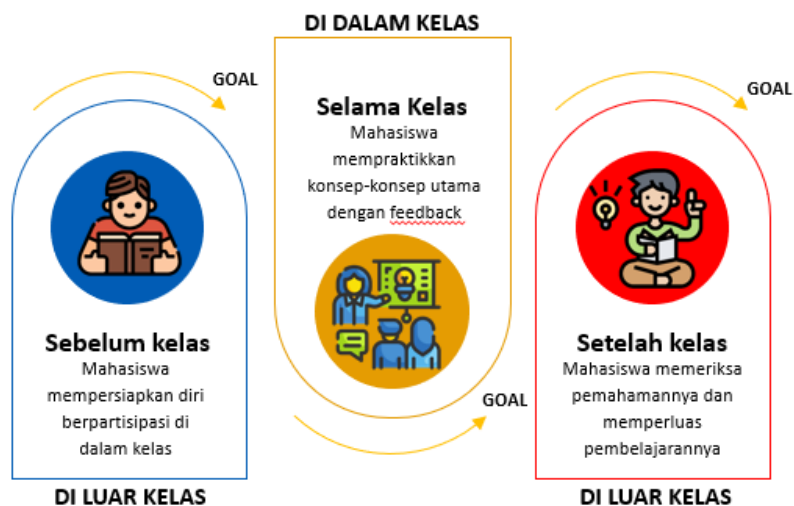 GOAL
Sebelum kelas
Mahasiswa
mempersiapkan diri
berpartisipasi di
dalam kelas
DI LUAR KELAS
DI DALAM KELAS
Selama Kelas
Mahasiswa
mempraktikkan
konsep-konsep utama
dengan feedback
GOAL
GOAL
Setelah kelas
Mahasiswa memeriksa
pemahamannya dan
memperluas
pembelajarannya
DI LUAR KELAS